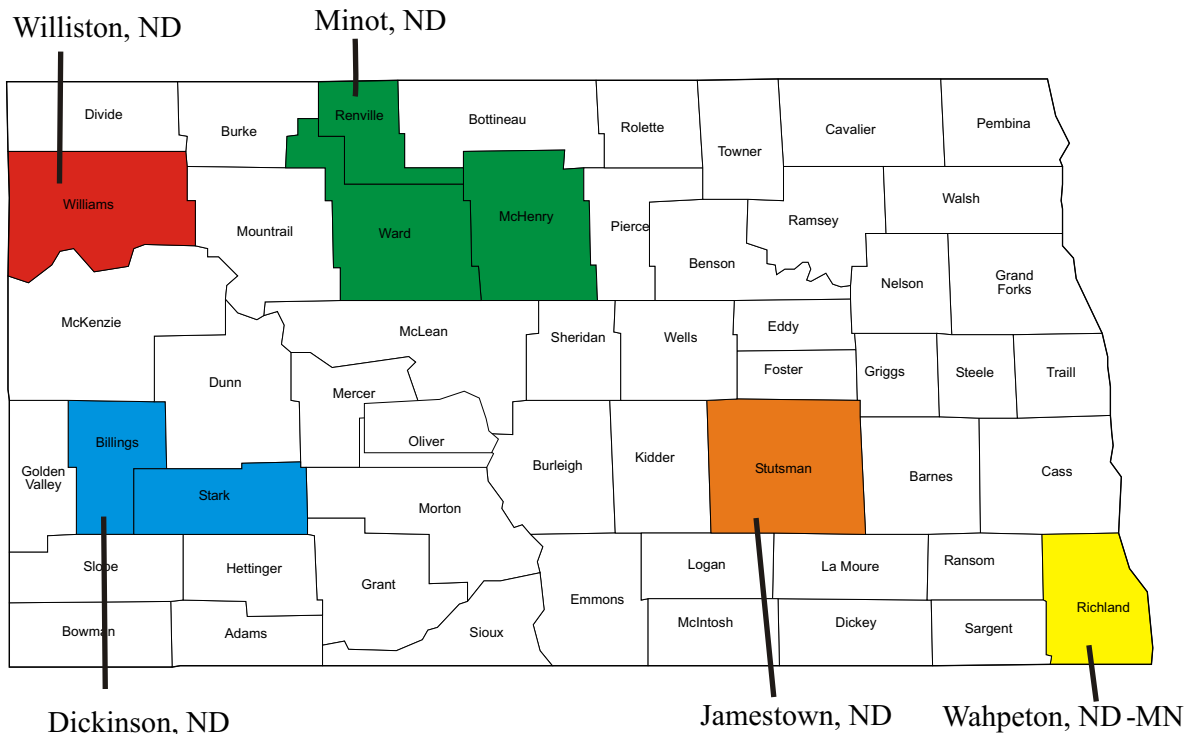 Williston, ND
Minot, ND
Divide
Burke
Renville
Bottineau
Rolette
Towner
Cavalier
Pembina
Williams
Mountrail
Ward
McHenry
Pierce
Benson
Ramsey
Walsh
Nelson
Grand
Forks
McKenzie
McLean
Sheridan
Wells
Eddy
Foster
Griggs
Steele
Traill
Dunn
Mercer
Oliver
Billings
Golden
Valley
Stark
Morton
Burleigh
Kidder
Stutsman
Barnes
Cass
Slope
Hettinger
Grant
Emmons
Logan
La Moure
Ransom
Richland
Bowman
Adams
Sioux
McIntosh
Dickey
Sargent
Dickinson, ND
Jamestown, ND
Wahpeton, ND -MN